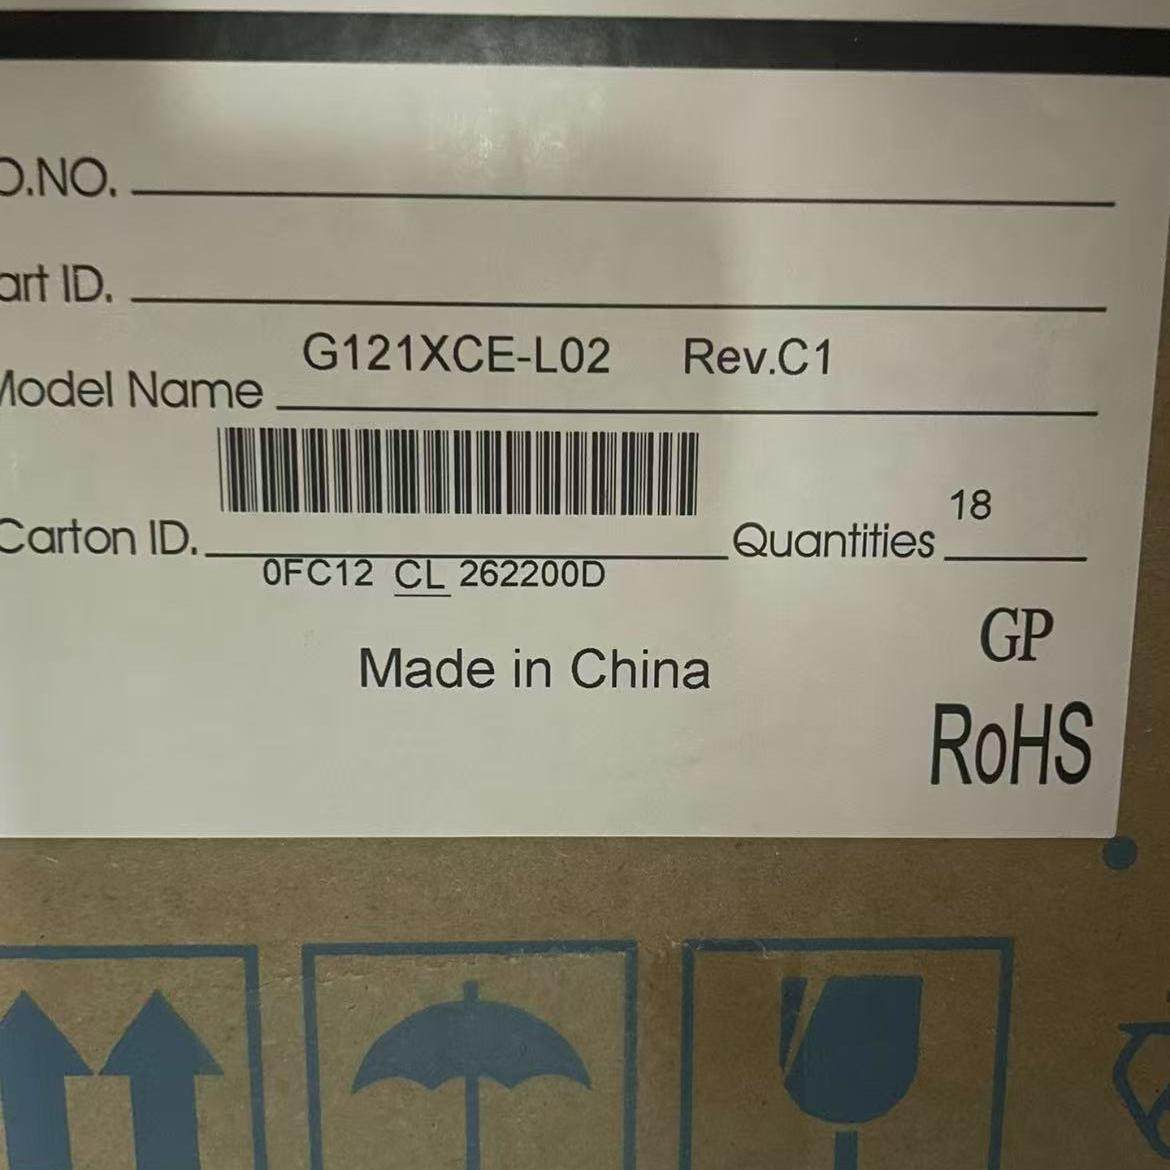 O.NO.
art ID.
G121XCE-L02 Rev.C1
Model Name
18
Carton ID. Quantities
0FC12 CL 262200D
GP
Made in China
RoHS